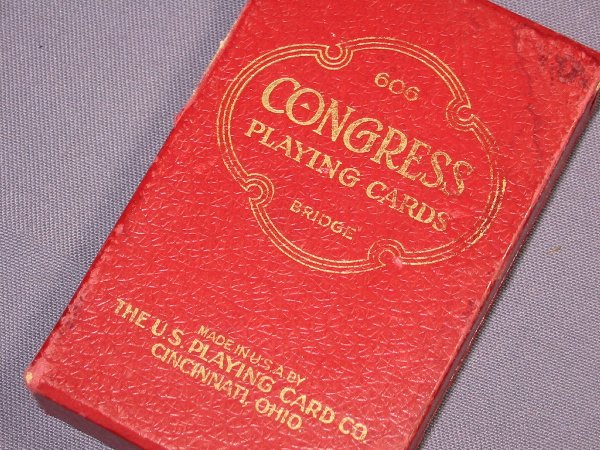 606
CONGRESS
PLAYING CARDS
BRIDGE
MADE IN U.S.A. BY
THE U.S. PLAYING CARD CO.
CINCINNATI, OHIO.